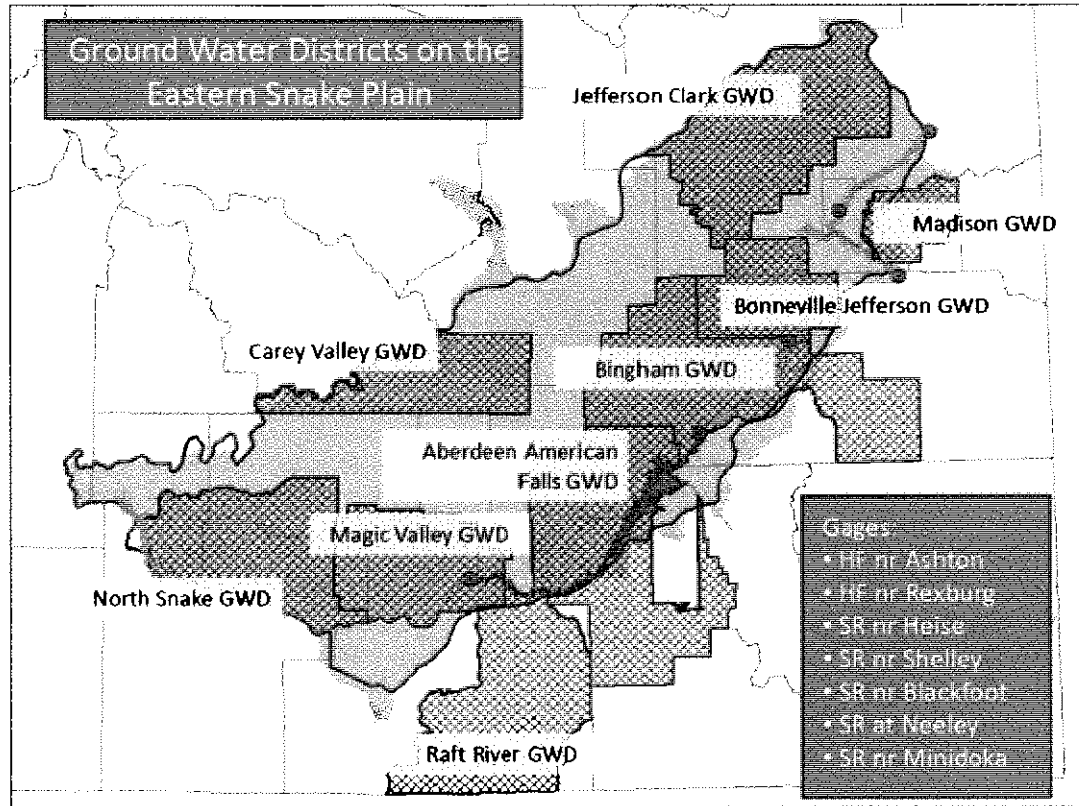 Ground Water Districts on the
Eastern Snake Plain
Jefferson Clark GWD
Madison GWD
Bonneville-Jefferson GWD
Carey Valley GWD
Bingham GWD
Aberdeen American
Falls GWD
Magic Valley GWD
North Snake GWD
Raft River GWD
Gages
• HF nr Ashton
• HF nr Rexburg
• SR nr Heise
• SR nr Shelley
• SR nr Blackfoot
• SR at Neeley
• SR nr Minidoka